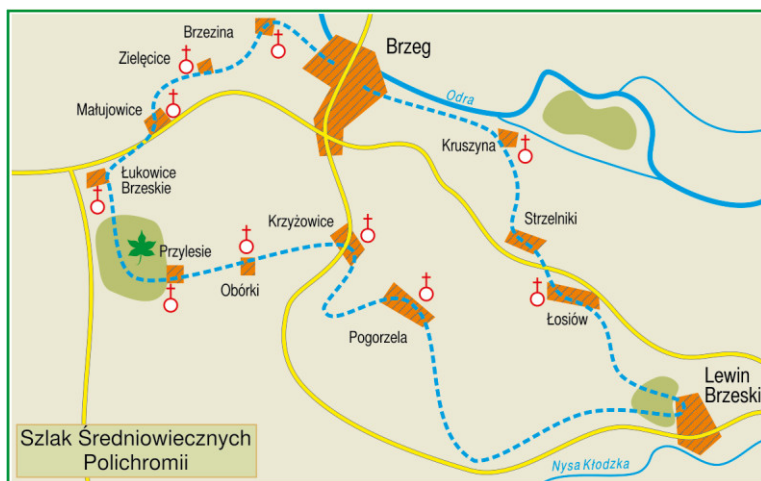 Brzezina
Zielęcice
Brzeg
Małujowice
Odra
Kruszyna
Łukowice
Brzeskie
Krzyżowice
Strzelniki
Przylesie
Obórki
Łosiów
Pogorzela
Lewin
Brzeski
Szlak Średniowiecznych
Polichromii
Nysa Kłodzka